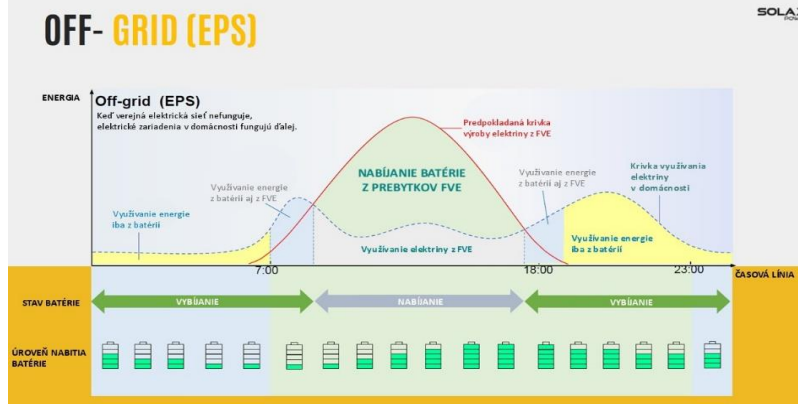 OFF- GRID (EPS)
SOLAX
POWER
ENERGIA
Off-grid (EPS)
Keď verejná elektrická sieť nefunguje,
elektrické zariadenia v domácnosti fungujú ďalej.
Predpokladaná krivka
výroby elektriny z FVE
NABÍJANIE BATÉRIE
Z PREBYTKOV FVE
Využívanie energie
z batérií aj z FVE
Využívanie energie
z batérií aj z FVE
Krivka využívania
elektriny
v domácnosti
Využívanie energie
iba z batérií
Využívanie elektriny z FVE
Využívanie energie
iba z batérií
7:00
18:00
23:00
ČASOVÁ LÍNIA
STAV BATÉRIE
VYBÍJANIE
NABÍJANIE
VYBÍJANIE
ÚROVEŇ NABITIA
BATÉRIE